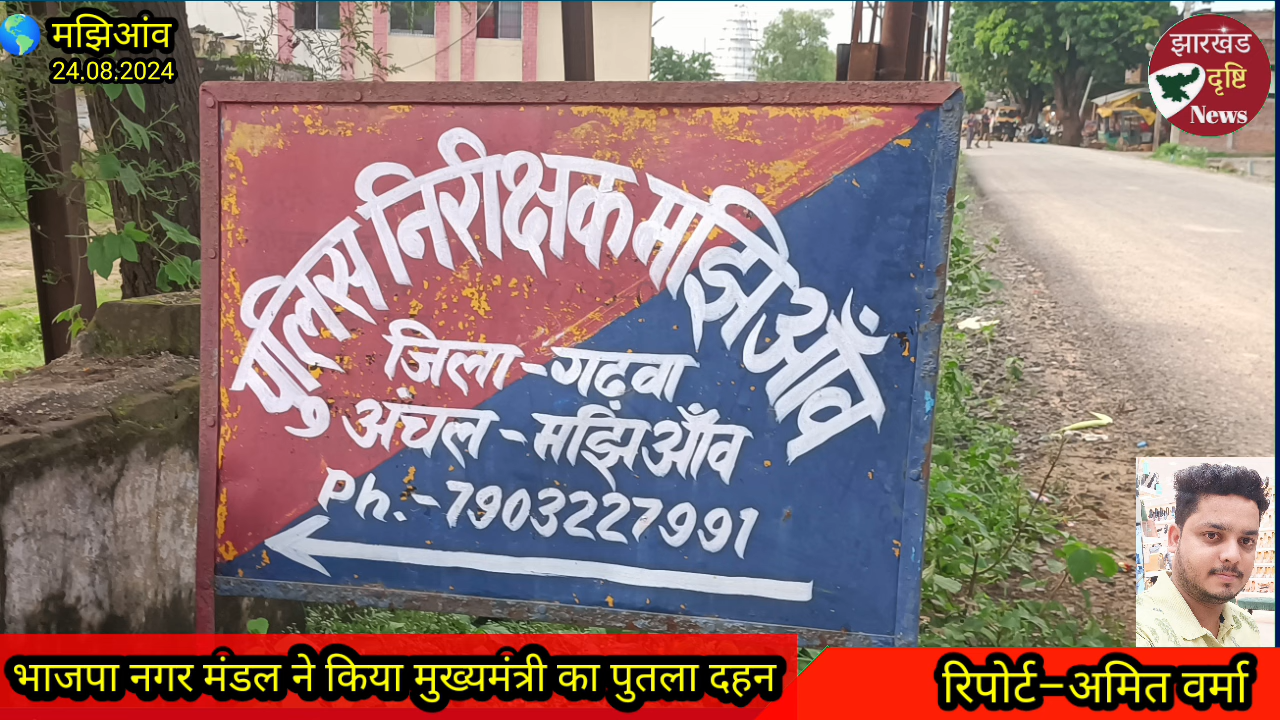 मझिआंव
24.08.2024
झारखंड
दृष्टि
News
पुलिस निरीक्षक मझिआँव
जिला-गढ़वा
अंचल-मझिआँव
Ph.-7903227991
भाजपा नगर मंडल ने किया मुख्यमंत्री का पुतला दहन
रिपोर्ट-अमित वर्मा